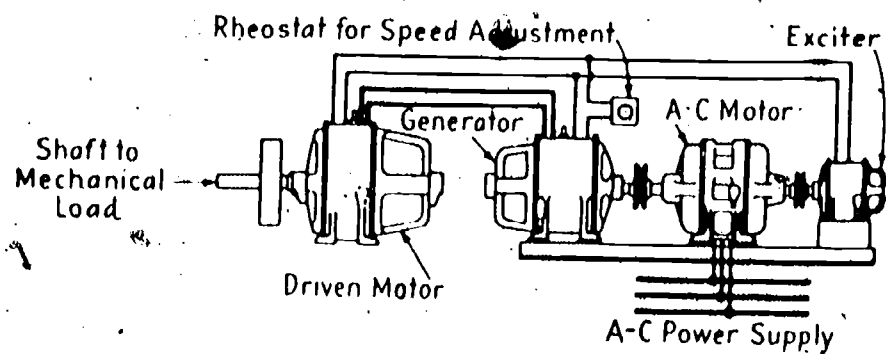 Rheostat for Speed Adjustment
Exciter
A-C Motor
Generator
Shaft to
Mechanical
Load
Driven Motor
A-C Power Supply